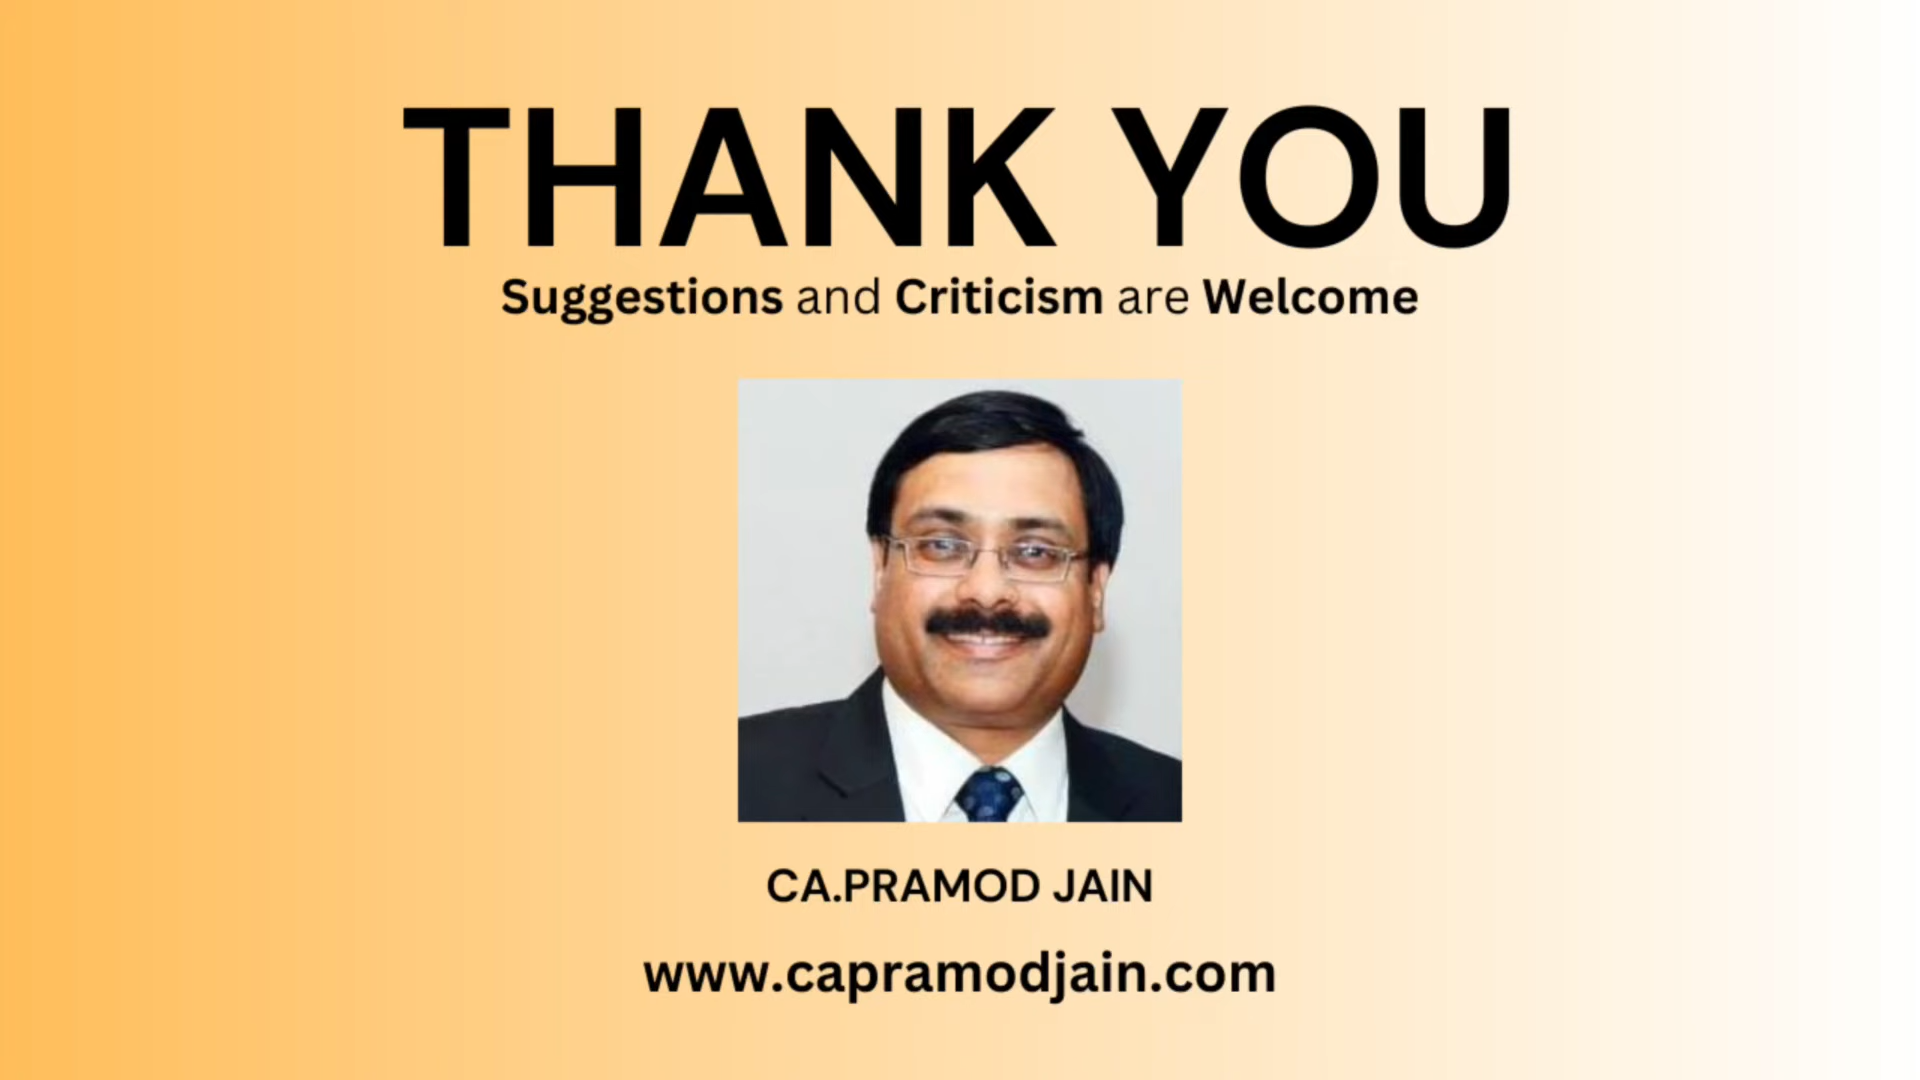 THANK YOU
Suggestions and Criticism are Welcome
CA.PRAMOD JAIN
www.capramodjain.com